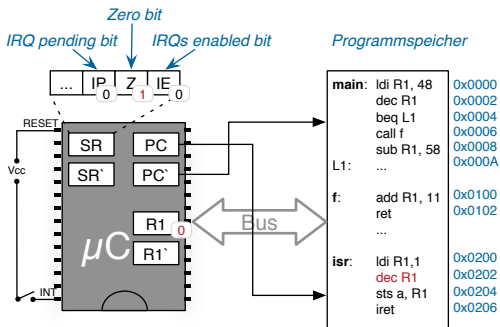 Zero bit
IRQ pending bit
IRQs enabled bit
Programmspeicher
... IP Z IE
0 1 0
RESET
SR PC
SR` PC`
Vcc
R1 0
R1`
µC
INT
Bus
main: ldi R1, 48 0x0000
dec R1 0x0002
beq L1 0x0004
call f 0x0006
sub R1, 58 0x0008
L1: ... 0x000A
f: add R1, 11 0x0100
ret 0x0102
...
isr: ldi R1,1 0x0200
dec R1 0x0202
sts a, R1 0x0204
iret 0x0206